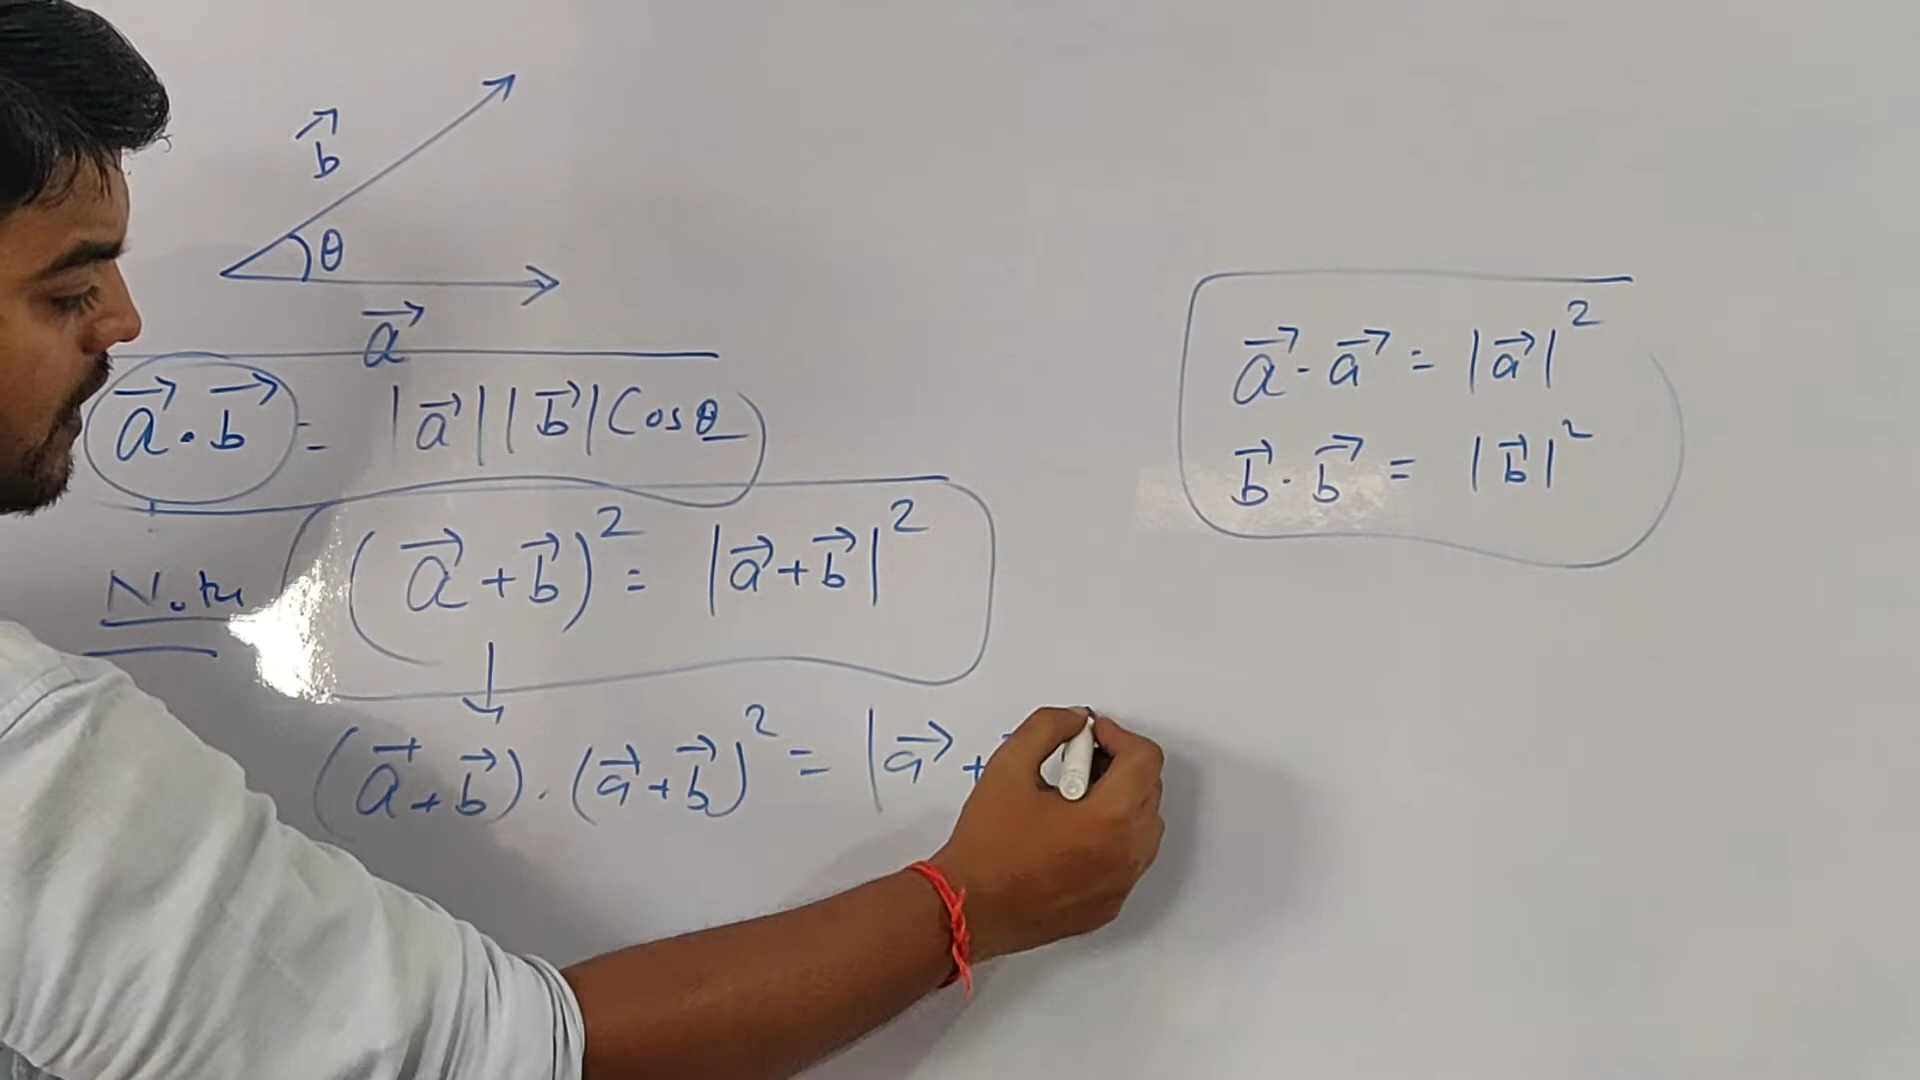 b⃗
θ
a⃗
a⃗ · b⃗ = |a⃗| |b⃗| Cos θ
Note (a⃗ + b⃗)² = |a⃗ + b⃗|²
(a⃗ + b⃗) · (a⃗ + b⃗)² = |a⃗ +
a⃗ · a⃗ = |a⃗|²
b⃗ · b⃗ = |b⃗|²